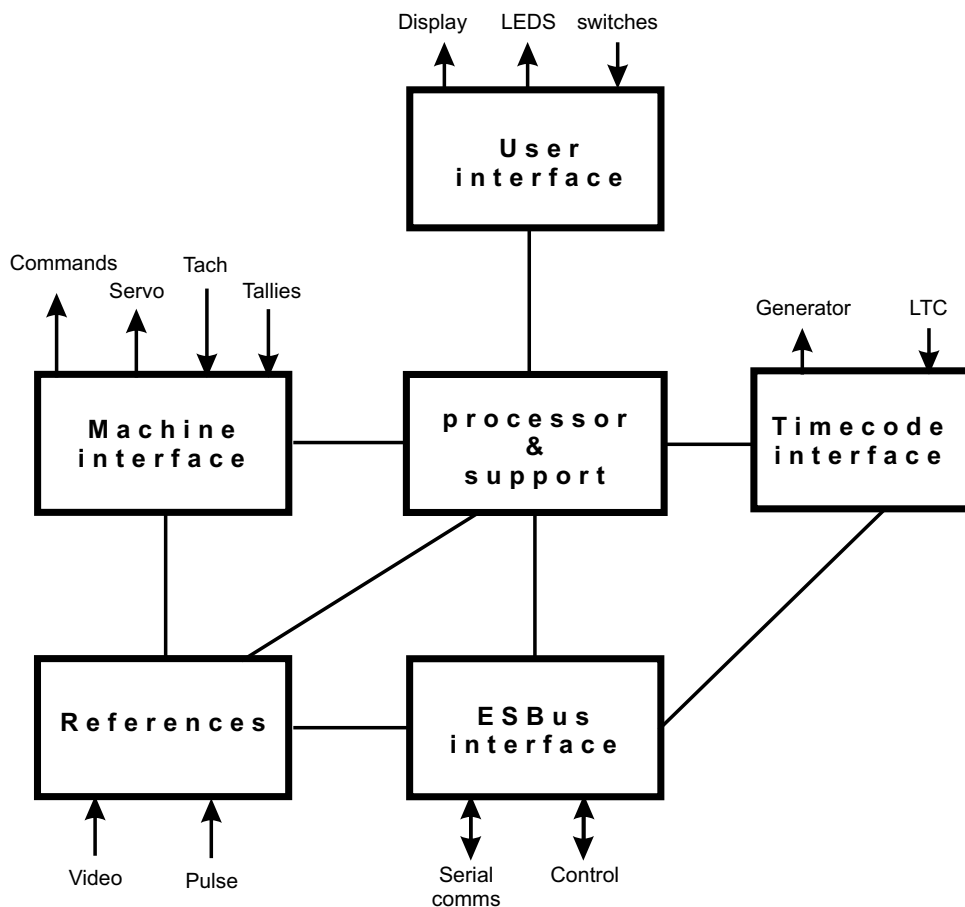 Display
LEDS
switches
User
interface
Commands
Servo
Tach
Tallies
Generator
LTC
Machine
interface
processor
&
support
Timecode
interface
References
ESBus
interface
Video
Pulse
Serial
comms
Control